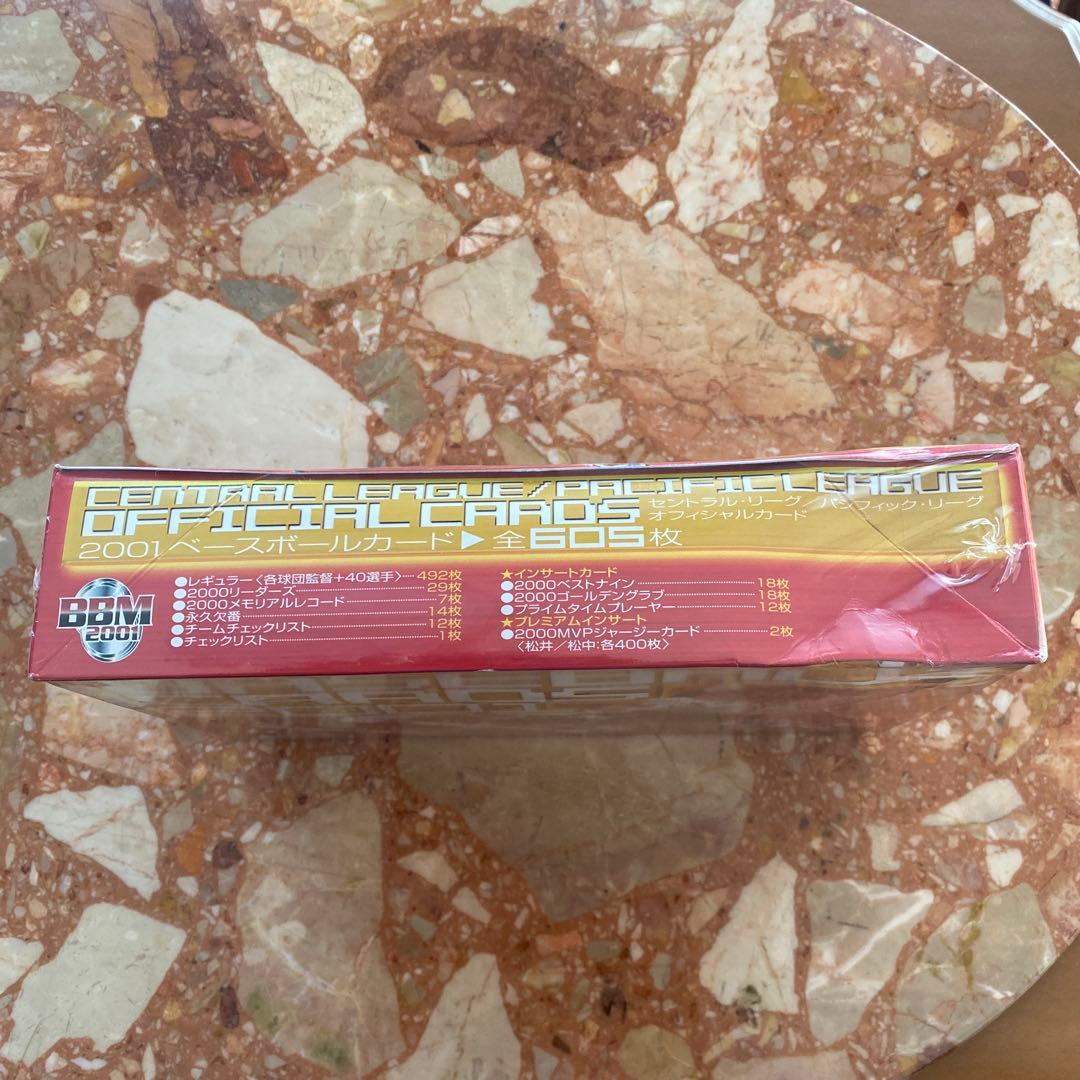 CENTRAL LEAGUE/PACIFIC LEAGUE
OFFICIAL CARDS
セントラル・リーグ/パシフィック・リーグ
オフィシャルカード
2001ベースボールカード▶全605枚
BBM
2001
●レギュラー〈各球団監督+40選手〉 492枚
●2000リーダーズ 29枚
●2000メモリアルレコード 7枚
●永久欠番 14枚
●チームチェックリスト 12枚
●チェックリスト 1枚
★インサートカード
●2000ベストナイン 18枚
●2000ゴールデングラブ 18枚
●プライムタイムプレーヤー 12枚
★プレミアムインサート
●2000MVPジャージーカード 2枚
〈松井/松中:各400枚〉